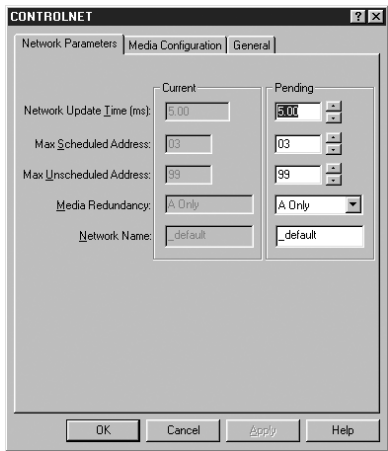 CONTROLNET ? X
Network Parameters Media Configuration General
Current Pending
Network Update Time (ms): 5.00 5.00
Max Scheduled Address: 03 03
Max Unscheduled Address: 99 99
Media Redundancy: A Only A Only
Network Name: _default _default
OK Cancel Apply Help